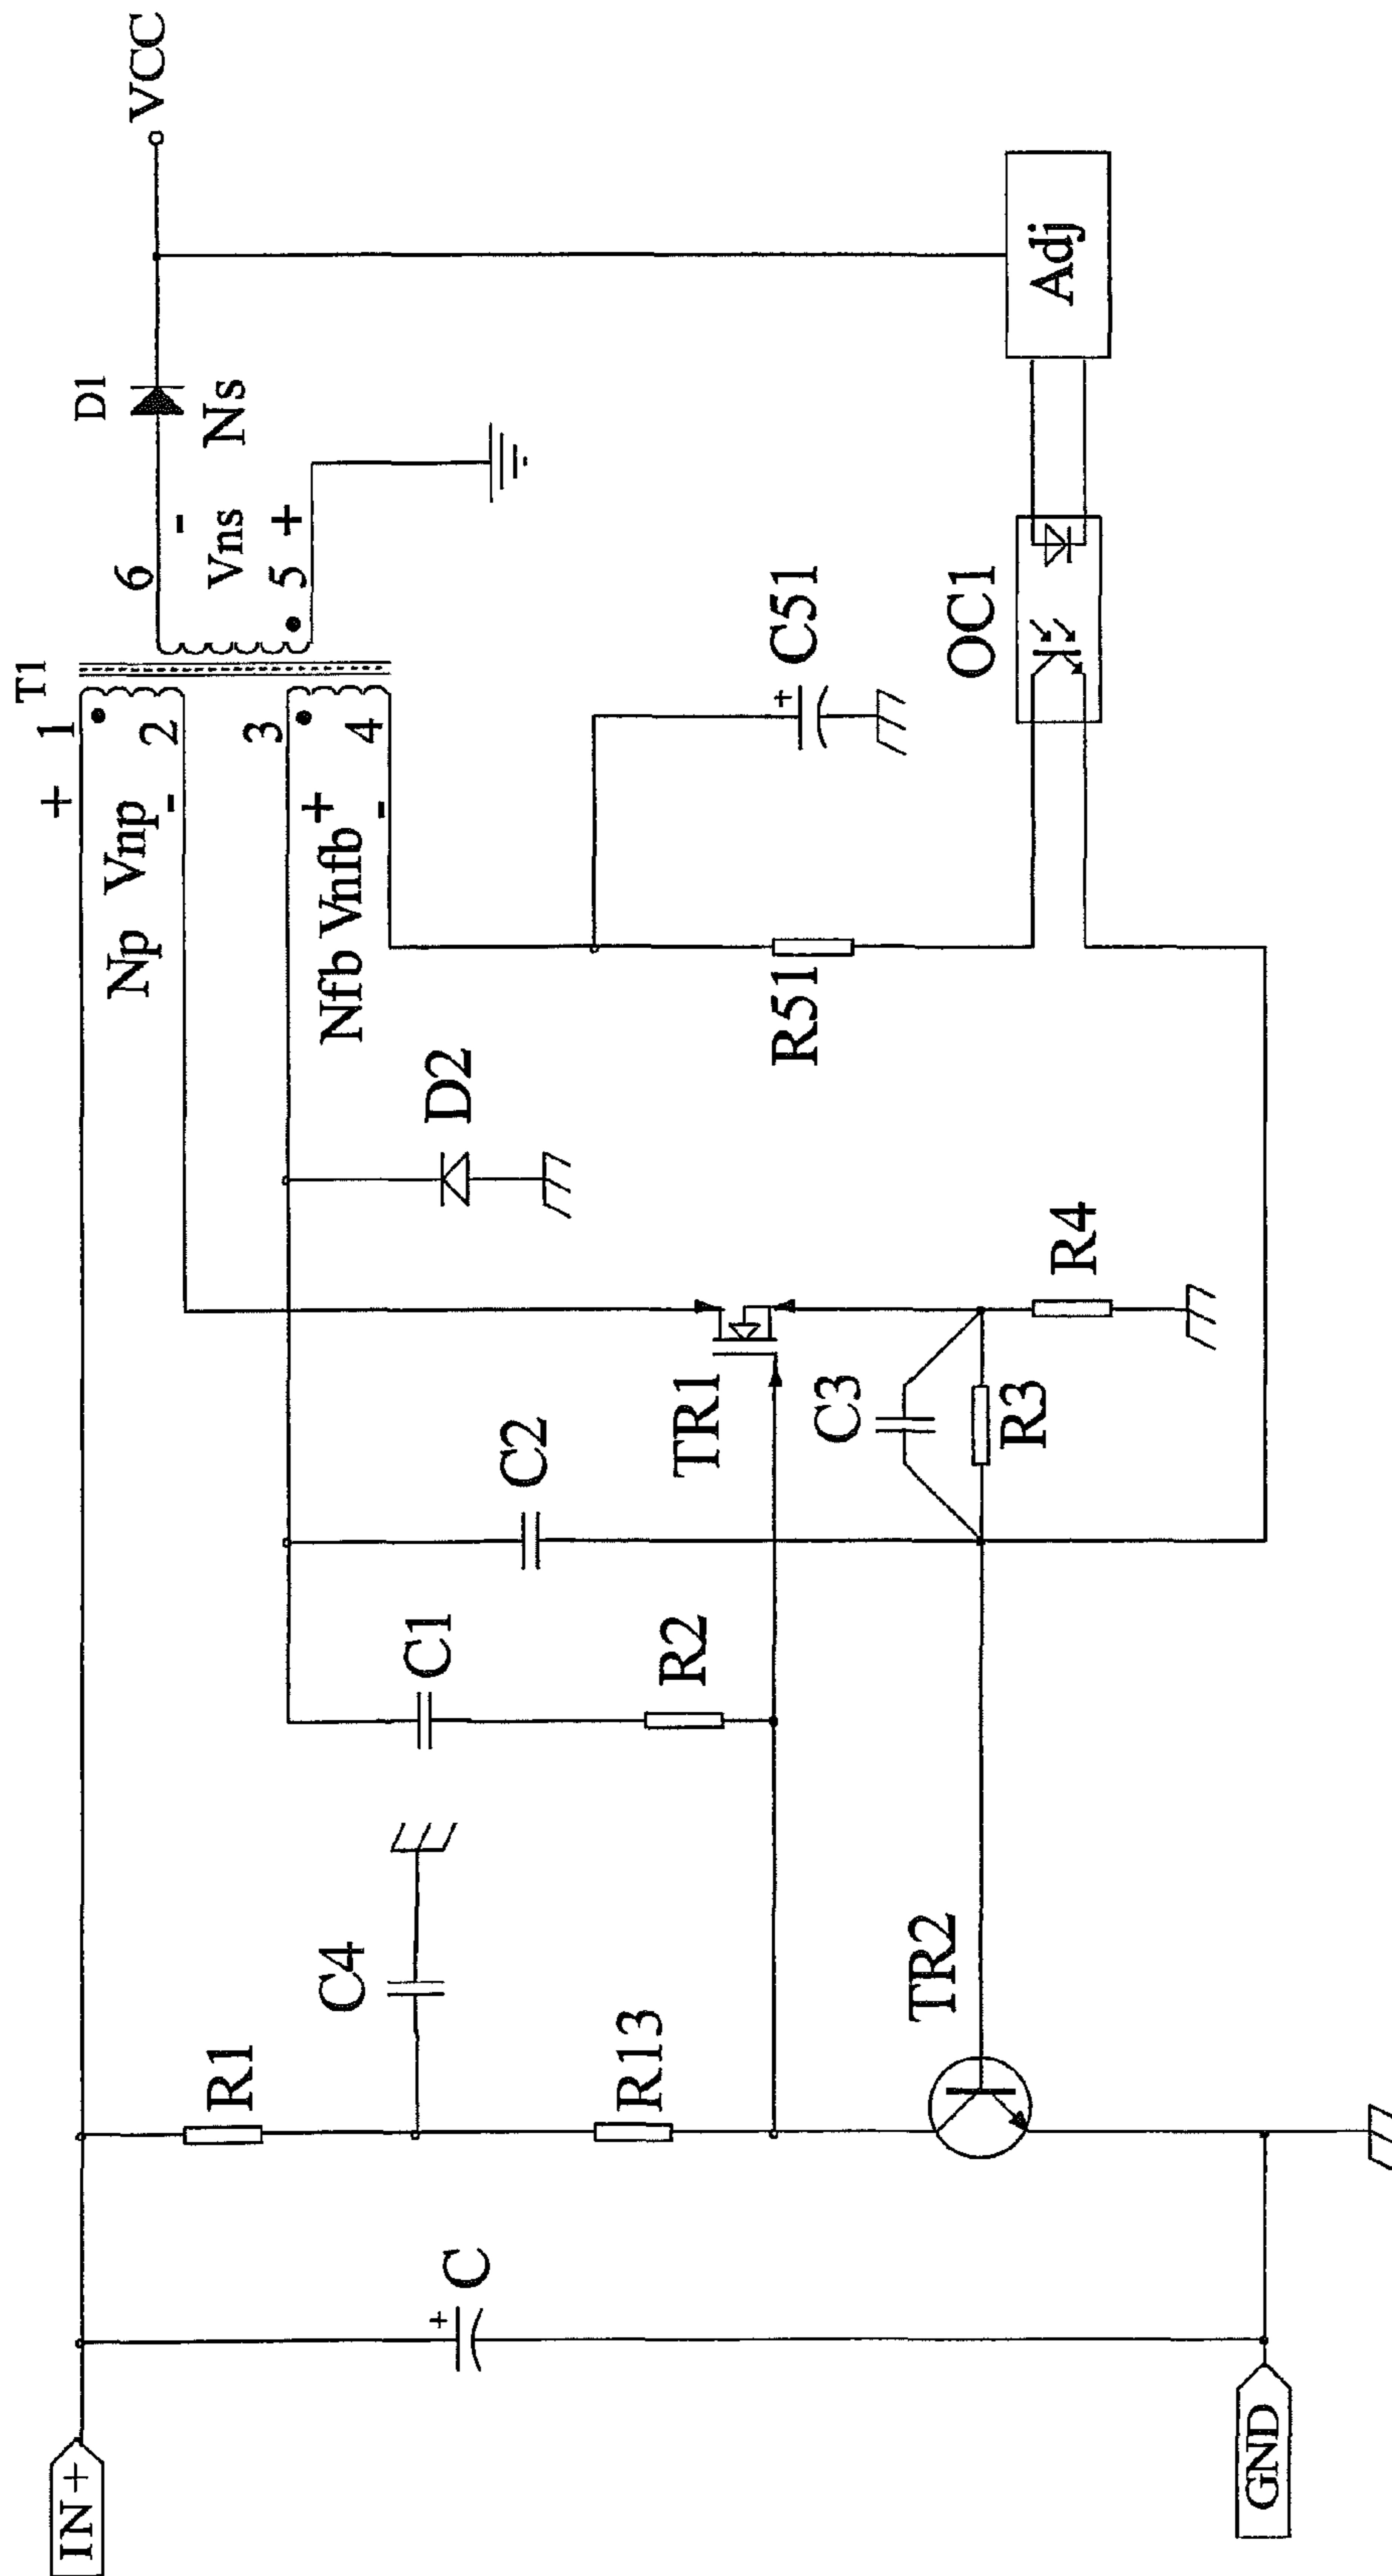 IN+
GND
C
R1
C4
R13
TR2
C1
R2
C2
TR1
C3
R3
R4
D2
Np Vnp
+
-
1
2
Nfb Vnfb
+
-
3
4
T1
R51
C51
+
OC1
6
5
-
Vns
+
Ns
D1
VCC
Adj
+